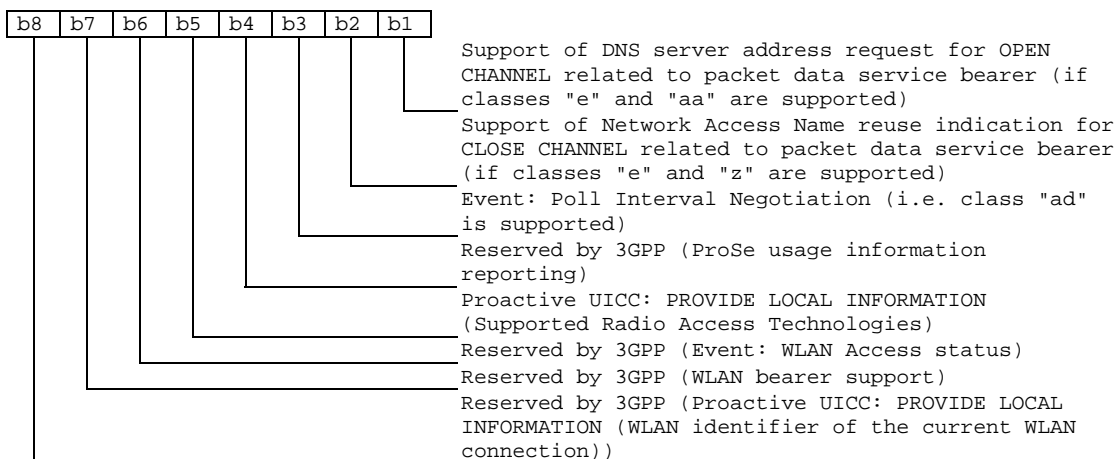 b8 b7 b6 b5 b4 b3 b2 b1
Support of DNS server address request for OPEN
CHANNEL related to packet data service bearer (if
classes "e" and "aa" are supported)
Support of Network Access Name reuse indication for
CLOSE CHANNEL related to packet data service bearer
(if classes "e" and "z" are supported)
Event: Poll Interval Negotiation (i.e. class "ad"
is supported)
Reserved by 3GPP (ProSe usage information
reporting)
Proactive UICC: PROVIDE LOCAL INFORMATION
(Supported Radio Access Technologies)
Reserved by 3GPP (Event: WLAN Access status)
Reserved by 3GPP (WLAN bearer support)
Reserved by 3GPP (Proactive UICC: PROVIDE LOCAL
INFORMATION (WLAN identifier of the current WLAN
connection))